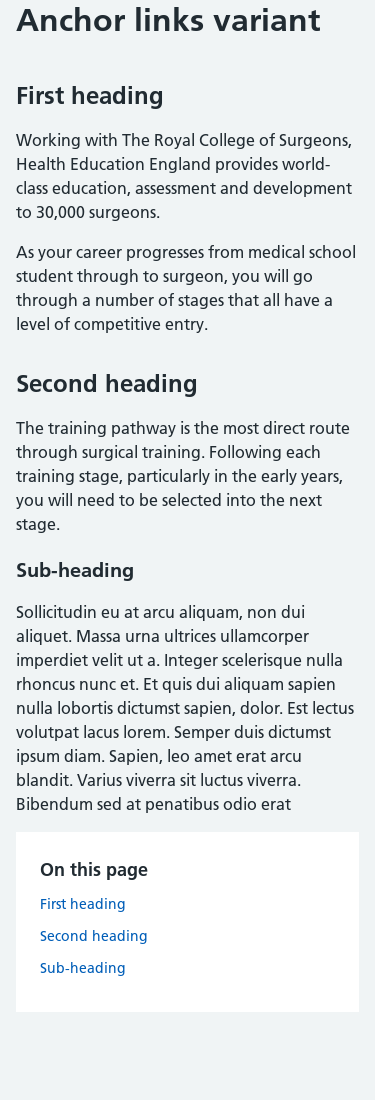 Anchor links variant
First heading
Working with The Royal College of Surgeons,
Health Education England provides world-
class education, assessment and development
to 30,000 surgeons.
As your career progresses from medical school
student through to surgeon, you will go
through a number of stages that all have a
level of competitive entry.
Second heading
The training pathway is the most direct route
through surgical training. Following each
training stage, particularly in the early years,
you will need to be selected into the next
stage.
Sub-heading
Sollicitudin eu at arcu aliquam, non dui
aliquet. Massa urna ultrices ullamcorper
imperdiet velit ut a. Integer scelerisque nulla
rhoncus nunc et. Et quis dui aliquam sapien
nulla lobortis dictumst sapien, dolor. Est lectus
volutpat lacus lorem. Semper duis dictumst
ipsum diam. Sapien, leo amet erat arcu
blandit. Varius viverra sit luctus viverra.
Bibendum sed at penatibus odio erat
On this page
First heading
Second heading
Sub-heading